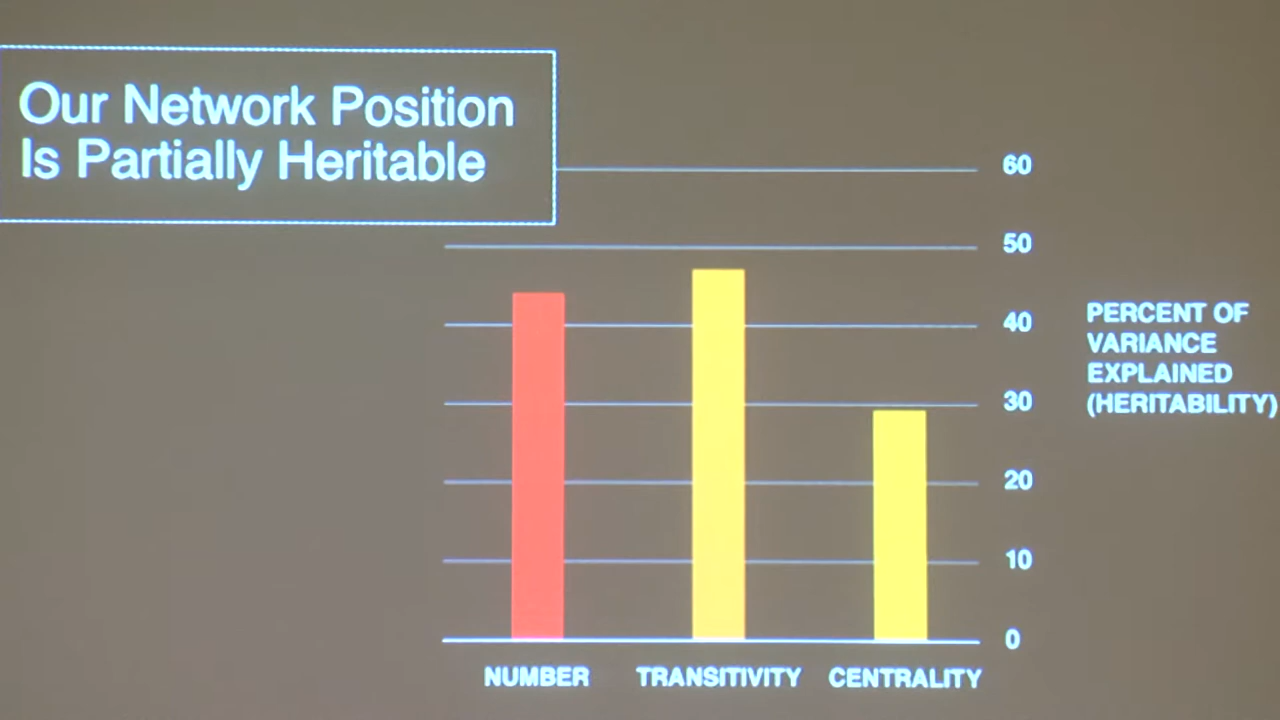 Our Network Position
Is Partially Heritable
60
50
40
30
20
10
0
PERCENT OF
VARIANCE
EXPLAINED
(HERITABILITY)
NUMBER
TRANSITIVITY
CENTRALITY